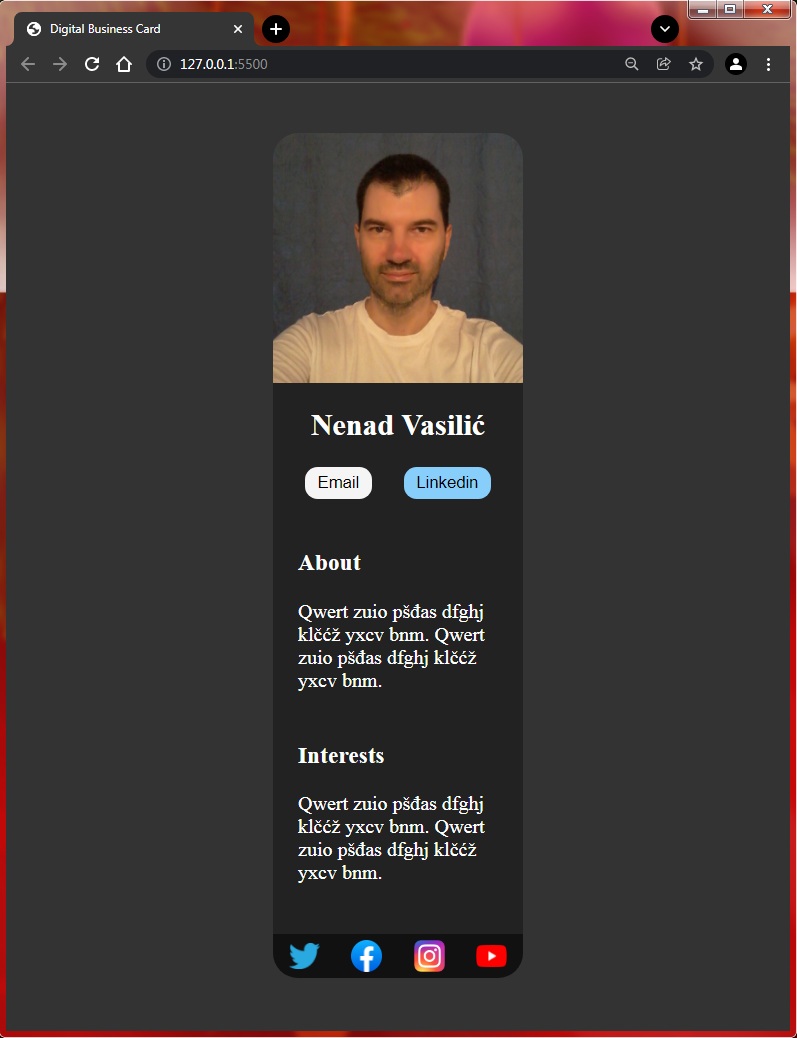 Digital Business Card
127.0.0.1:5500
Nenad Vasilić
Email
Linkedin
About
Qwert zuio pšđas dfghj
klčćž yxcv bnm. Qwert
zuio pšđas dfghj klčćž
yxcv bnm.
Interests
Qwert zuio pšđas dfghj
klčćž yxcv bnm. Qwert
zuio pšđas dfghj klčćž
yxcv bnm.